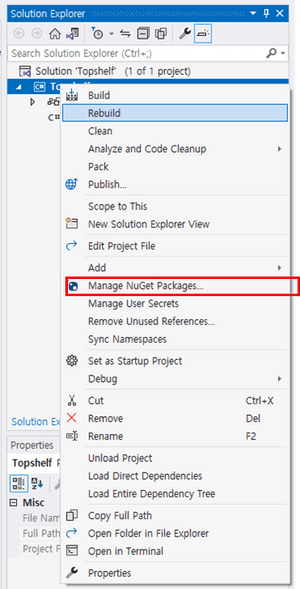 Solution Explorer
Search Solution Explorer (Ctrl+;)
Solution 'Topshelf' (1 of 1 project)
Build
Rebuild
Clean
Analyze and Code Cleanup
Pack
Publish...
Scope to This
New Solution Explorer View
Edit Project File
Add
Manage NuGet Packages...
Manage User Secrets
Remove Unused References...
Sync Namespaces
Set as Startup Project
Debug
Cut Ctrl+X
Remove Del
Rename F2
Unload Project
Load Direct Dependencies
Load Entire Dependency Tree
Copy Full Path
Open Folder in File Explorer
Open in Terminal
Properties
Solution
Properties
Topshelf
Misc
File
Full
Project